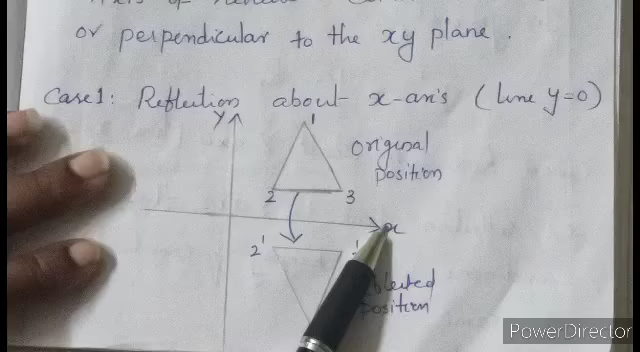 or perpendicular to the xy plane.
Case 1: Reflection about x-axis (line y=0)
y
1
Original
position
2 3
x
2'
position
PowerDirector